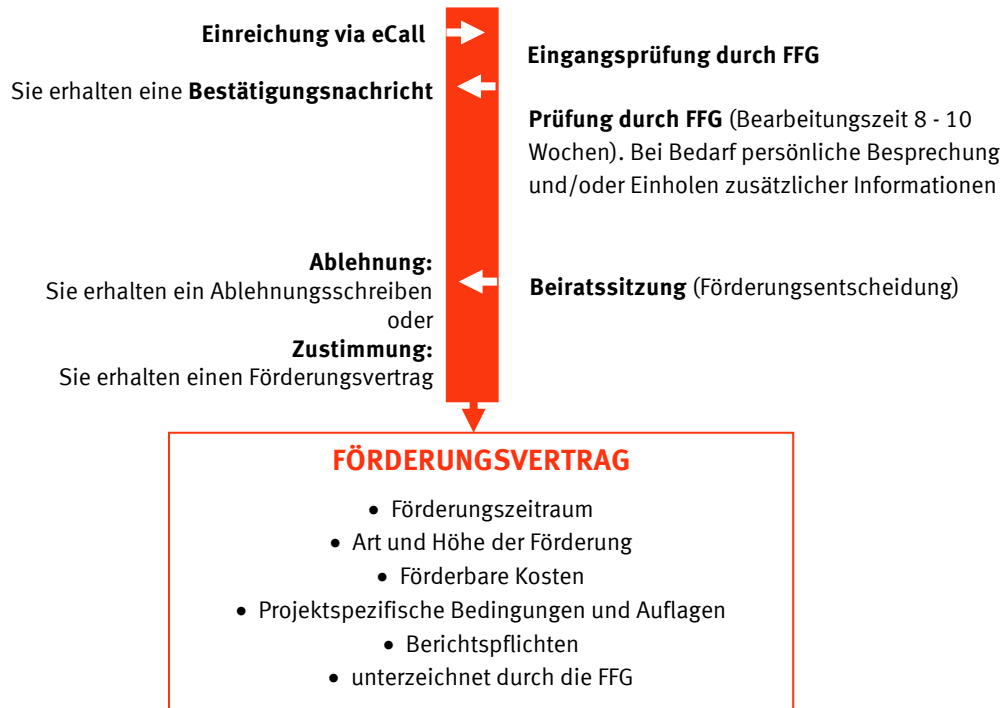 Einreichung via eCall
Eingangsprüfung durch FFG
Sie erhalten eine Bestätigungsnachricht
Prüfung durch FFG (Bearbeitungszeit 8 - 10
Wochen). Bei Bedarf persönliche Besprechung
und/oder Einholen zusätzlicher Informationen
Ablehnung:
Sie erhalten ein Ablehnungsschreiben
oder
Zustimmung:
Sie erhalten einen Förderungsvertrag
Beiratssitzung (Förderungsentscheidung)
FÖRDERUNGSVERTRAG
• Förderungszeitraum
• Art und Höhe der Förderung
• Förderbare Kosten
• Projektspezifische Bedingungen und Auflagen
• Berichtspflichten
• unterzeichnet durch die FFG